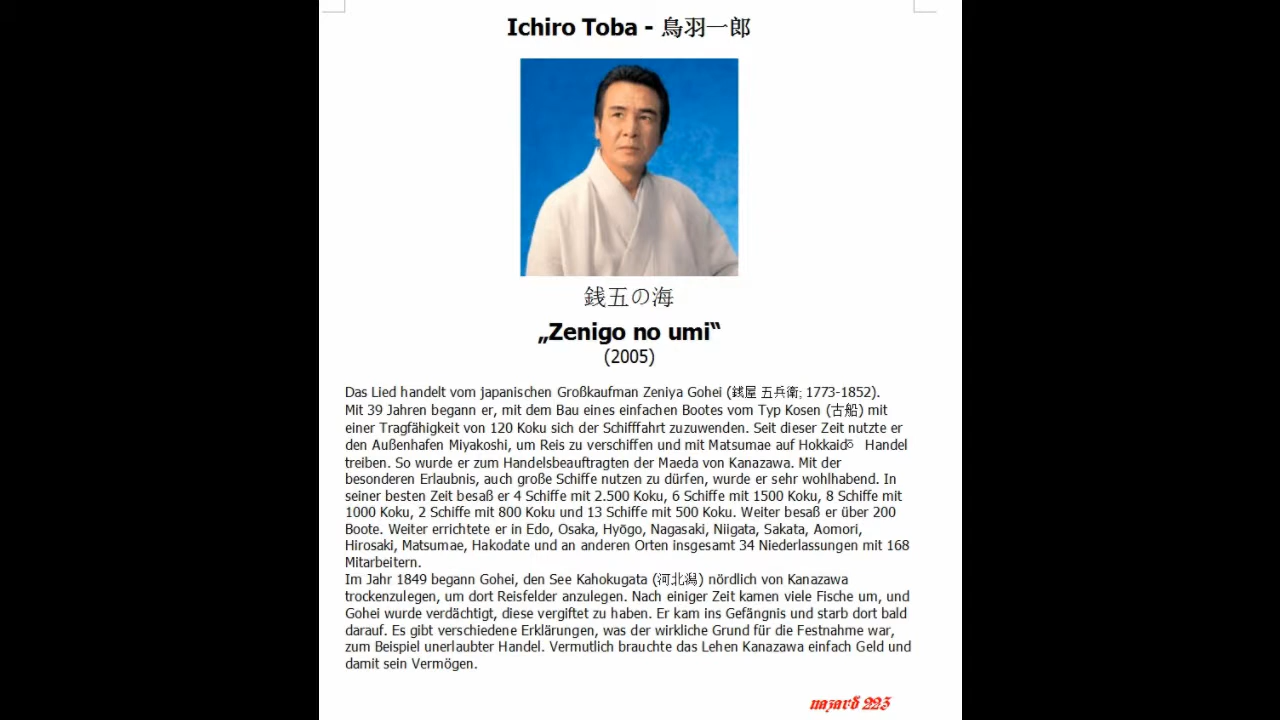 Ichiro Toba - 鳥羽一郎
銭五の海
„Zenigo no umi“
(2005)
Das Lied handelt vom japanischen Großkaufman Zeniya Gohei (銭屋 五兵衛; 1773-1852).
Mit 39 Jahren begann er, mit dem Bau eines einfachen Bootes vom Typ Kosen (古船) mit
einer Tragfähigkeit von 120 Koku sich der Schifffahrt zuzuwenden. Seit dieser Zeit nutzte er
den Außenhafen Miyakoshi, um Reis zu verschiffen und mit Matsumae auf Hokkaidō Handel
treiben. So wurde er zum Handelsbeauftragten der Maeda von Kanazawa. Mit der
besonderen Erlaubnis, auch große Schiffe nutzen zu dürfen, wurde er sehr wohlhabend. In
seiner besten Zeit besaß er 4 Schiffe mit 2.500 Koku, 6 Schiffe mit 1500 Koku, 8 Schiffe mit
1000 Koku, 2 Schiffe mit 800 Koku und 13 Schiffe mit 500 Koku. Weiter besaß er über 200
Boote. Weiter errichtete er in Edo, Osaka, Hyōgo, Nagasaki, Niigata, Sakata, Aomori,
Hirosaki, Matsumae, Hakodate und an anderen Orten insgesamt 34 Niederlassungen mit 168
Mitarbeitern.
Im Jahr 1849 begann Gohei, den See Kahokugata (河北潟) nördlich von Kanazawa
trockenzulegen, um dort Reisfelder anzulegen. Nach einiger Zeit kamen viele Fische um, und
Gohei wurde verdächtigt, diese vergiftet zu haben. Er kam ins Gefängnis und starb dort bald
darauf. Es gibt verschiedene Erklärungen, was der wirkliche Grund für die Festnahme war,
zum Beispiel unerlaubter Handel. Vermutlich brauchte das Lehen Kanazawa einfach Geld und
damit sein Vermögen.
nazard 223